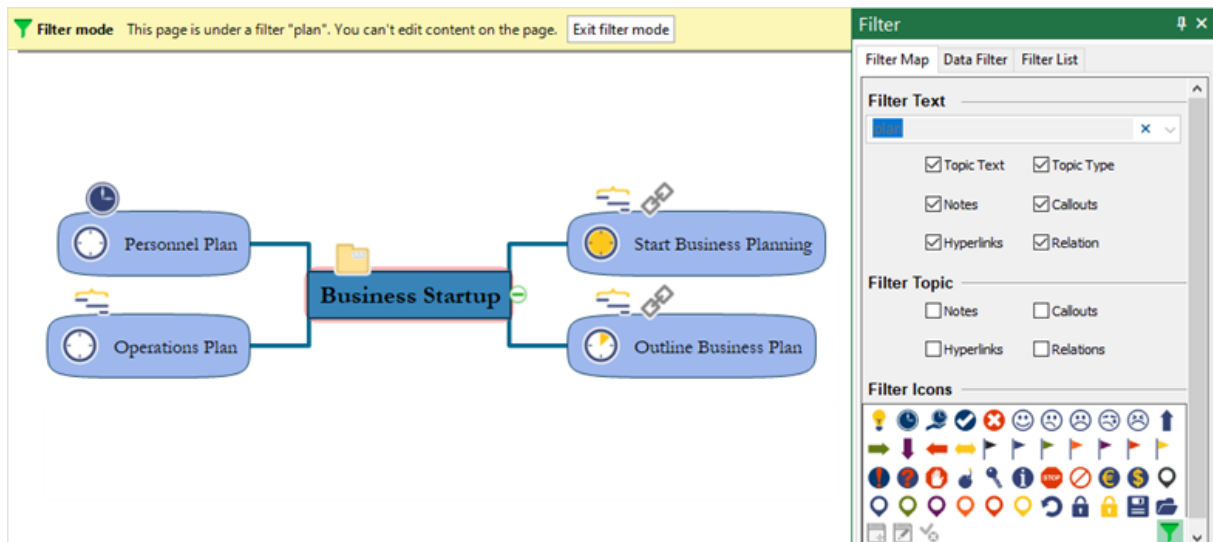 Filter mode This page is under a filter "plan". You can't edit content on the page. Exit filter mode
Filter
Filter Map Data Filter Filter List
Filter Text
plan
Topic Text Topic Type
Notes Callouts
Hyperlinks Relation
Filter Topic
Notes Callouts
Hyperlinks Relations
Filter Icons
STOP
Personnel Plan
Start Business Planning
Business Startup
Operations Plan
Outline Business Plan